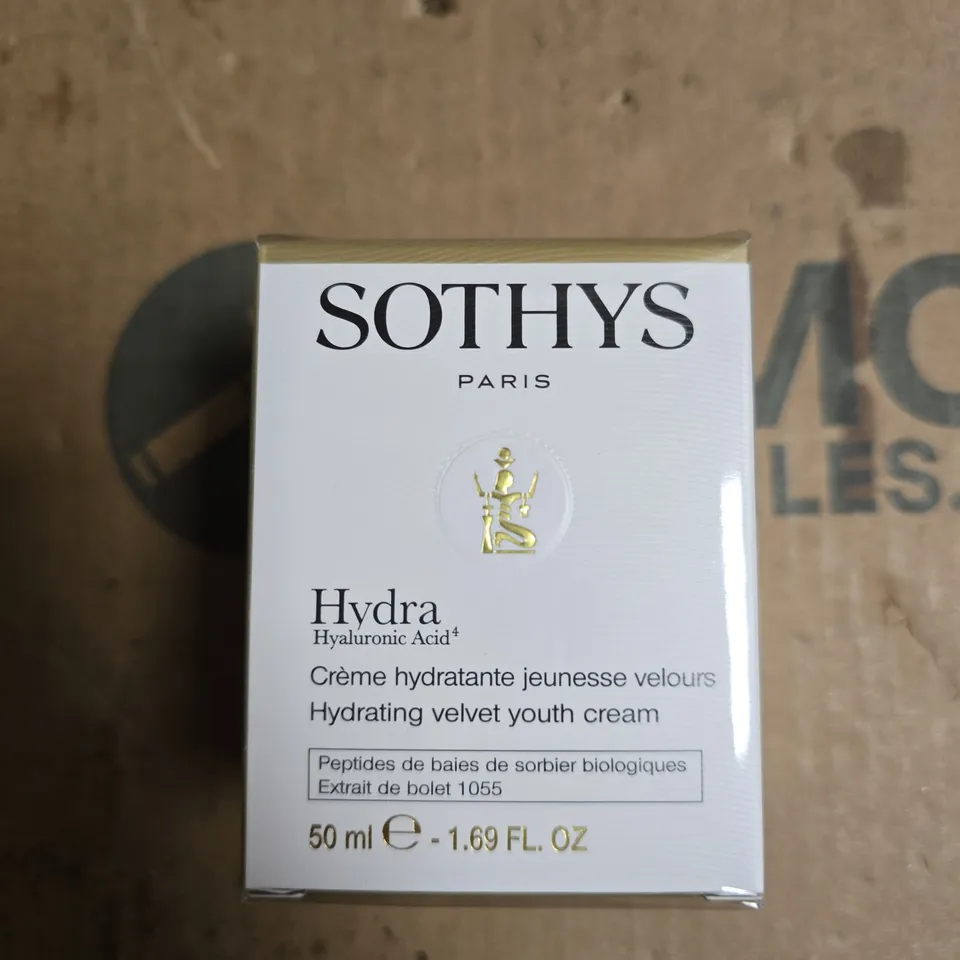 SOTHYS
PARIS
Hydra
Hyaluronic Acid⁴
Crème hydratante jeunesse velours
Hydrating velvet youth cream
Peptides de baies de sorbier biologiques
Extrait de bolet 1055
50 ml ℮ - 1.69 FL. OZ